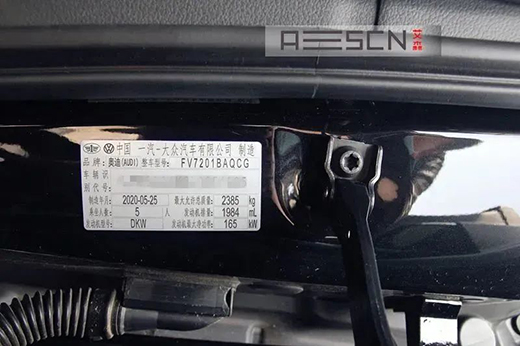 AESCN 艾森
中国 一汽-大众汽车有限公司 制造
品牌: 奥迪(AUDI) 整车型号: FV7201BAQCG
车辆识别代号:
制造年月: 2020-05-25 最大允许总质量: 2385 kg
乘坐人数: 5 人 发动机排量: 1984 mL
发动机型号: DKW 发动机最大净功率: 165 kW